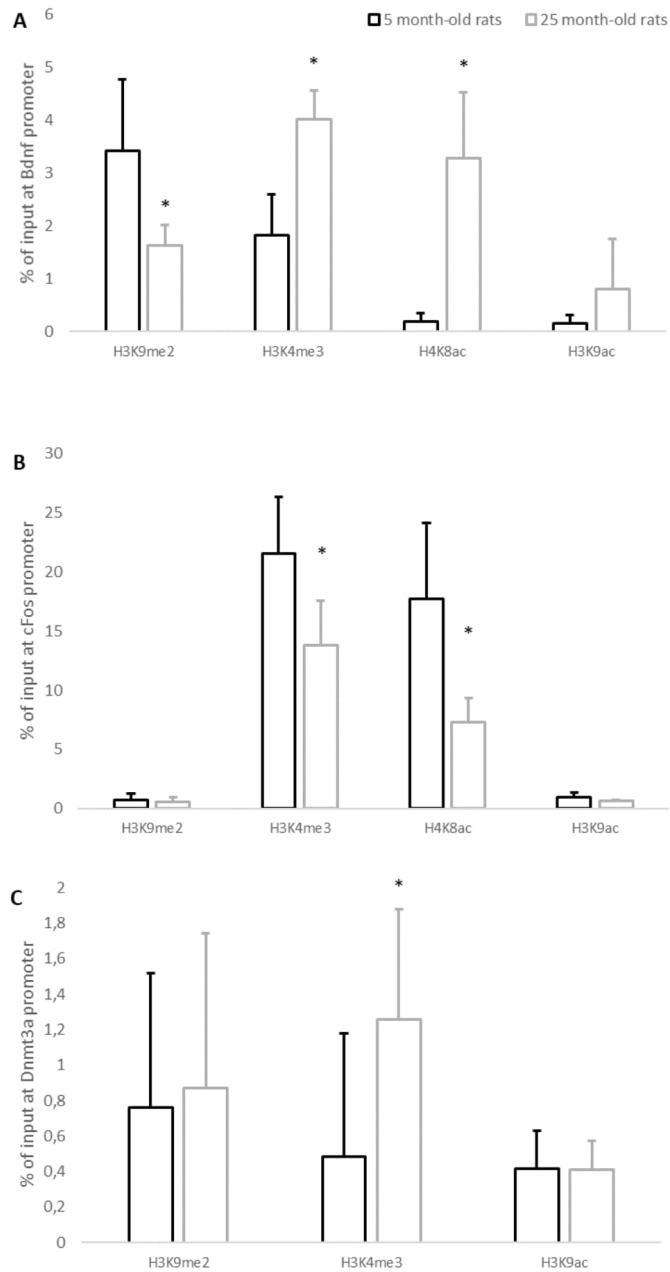 A
5 month-old rats 25 month-old rats
% of input at Bdnf promoter
6
5
4
3
2
1
0
* * *
H3K9me2 H3K4me3 H4K8ac H3K9ac
B
% of input at cFos promoter
30
25
20
15
10
5
0
* *
H3K9me2 H3K4me3 H4K8ac H3K9ac
C
% of input at Dnmt3a promoter
2
1,8
1,6
1,4
1,2
1
0,8
0,6
0,4
0,2
0
*
H3K9me2 H3K4me3 H3K9ac